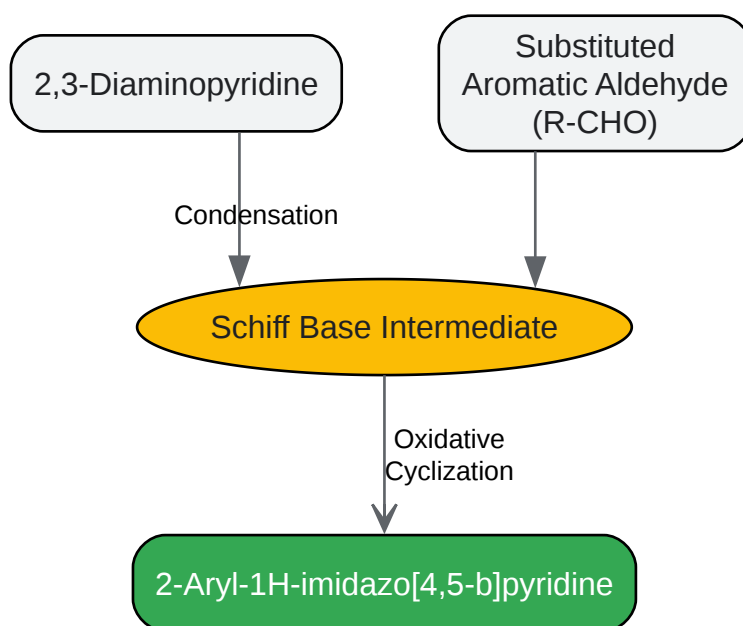 2,3-Diaminopyridine
Substituted
Aromatic Aldehyde
(R-CHO)
Condensation
Schiff Base Intermediate
Oxidative
Cyclization
2-Aryl-1H-imidazo[4,5-b]pyridine